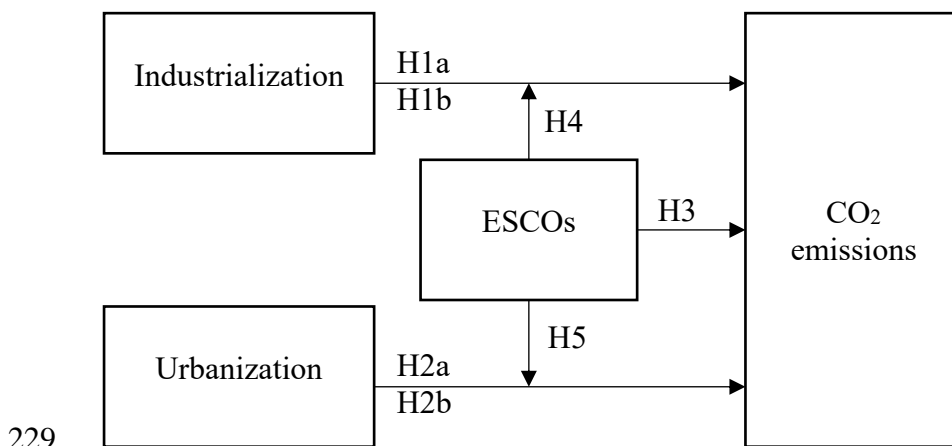 Industrialization
H1a
H1b
H4
ESCOs
H3
CO₂
emissions
H5
Urbanization
H2a
H2b
229